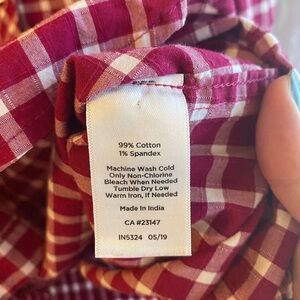 99% Cotton
1% Spandex
Machine Wash Cold
Only Non-Chlorine
Bleach When Needed
Tumble Dry Low
Warm Iron, If Needed
Made In India
CA #23147
IN5324 05/19